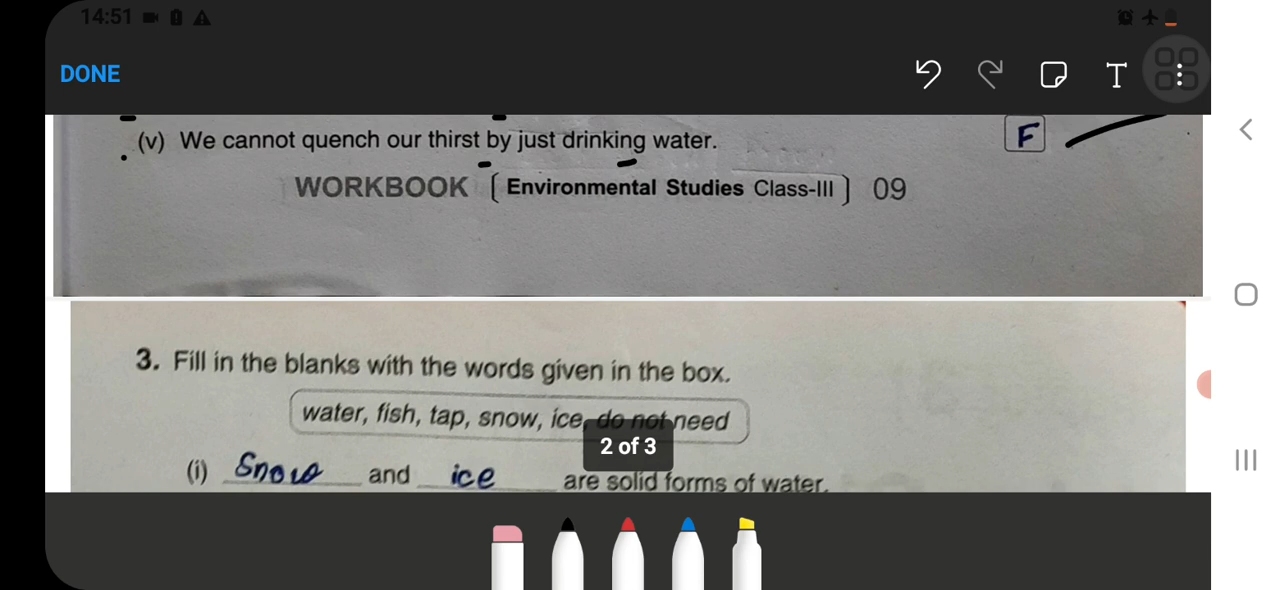 14:51
DONE
T
(v) We cannot quench our thirst by just drinking water. F
WORKBOOK [ Environmental Studies Class-III ] 09
3. Fill in the blanks with the words given in the box.
water, fish, tap, snow, ice, do not need
2 of 3
(i) Snow and ice are solid forms of water.